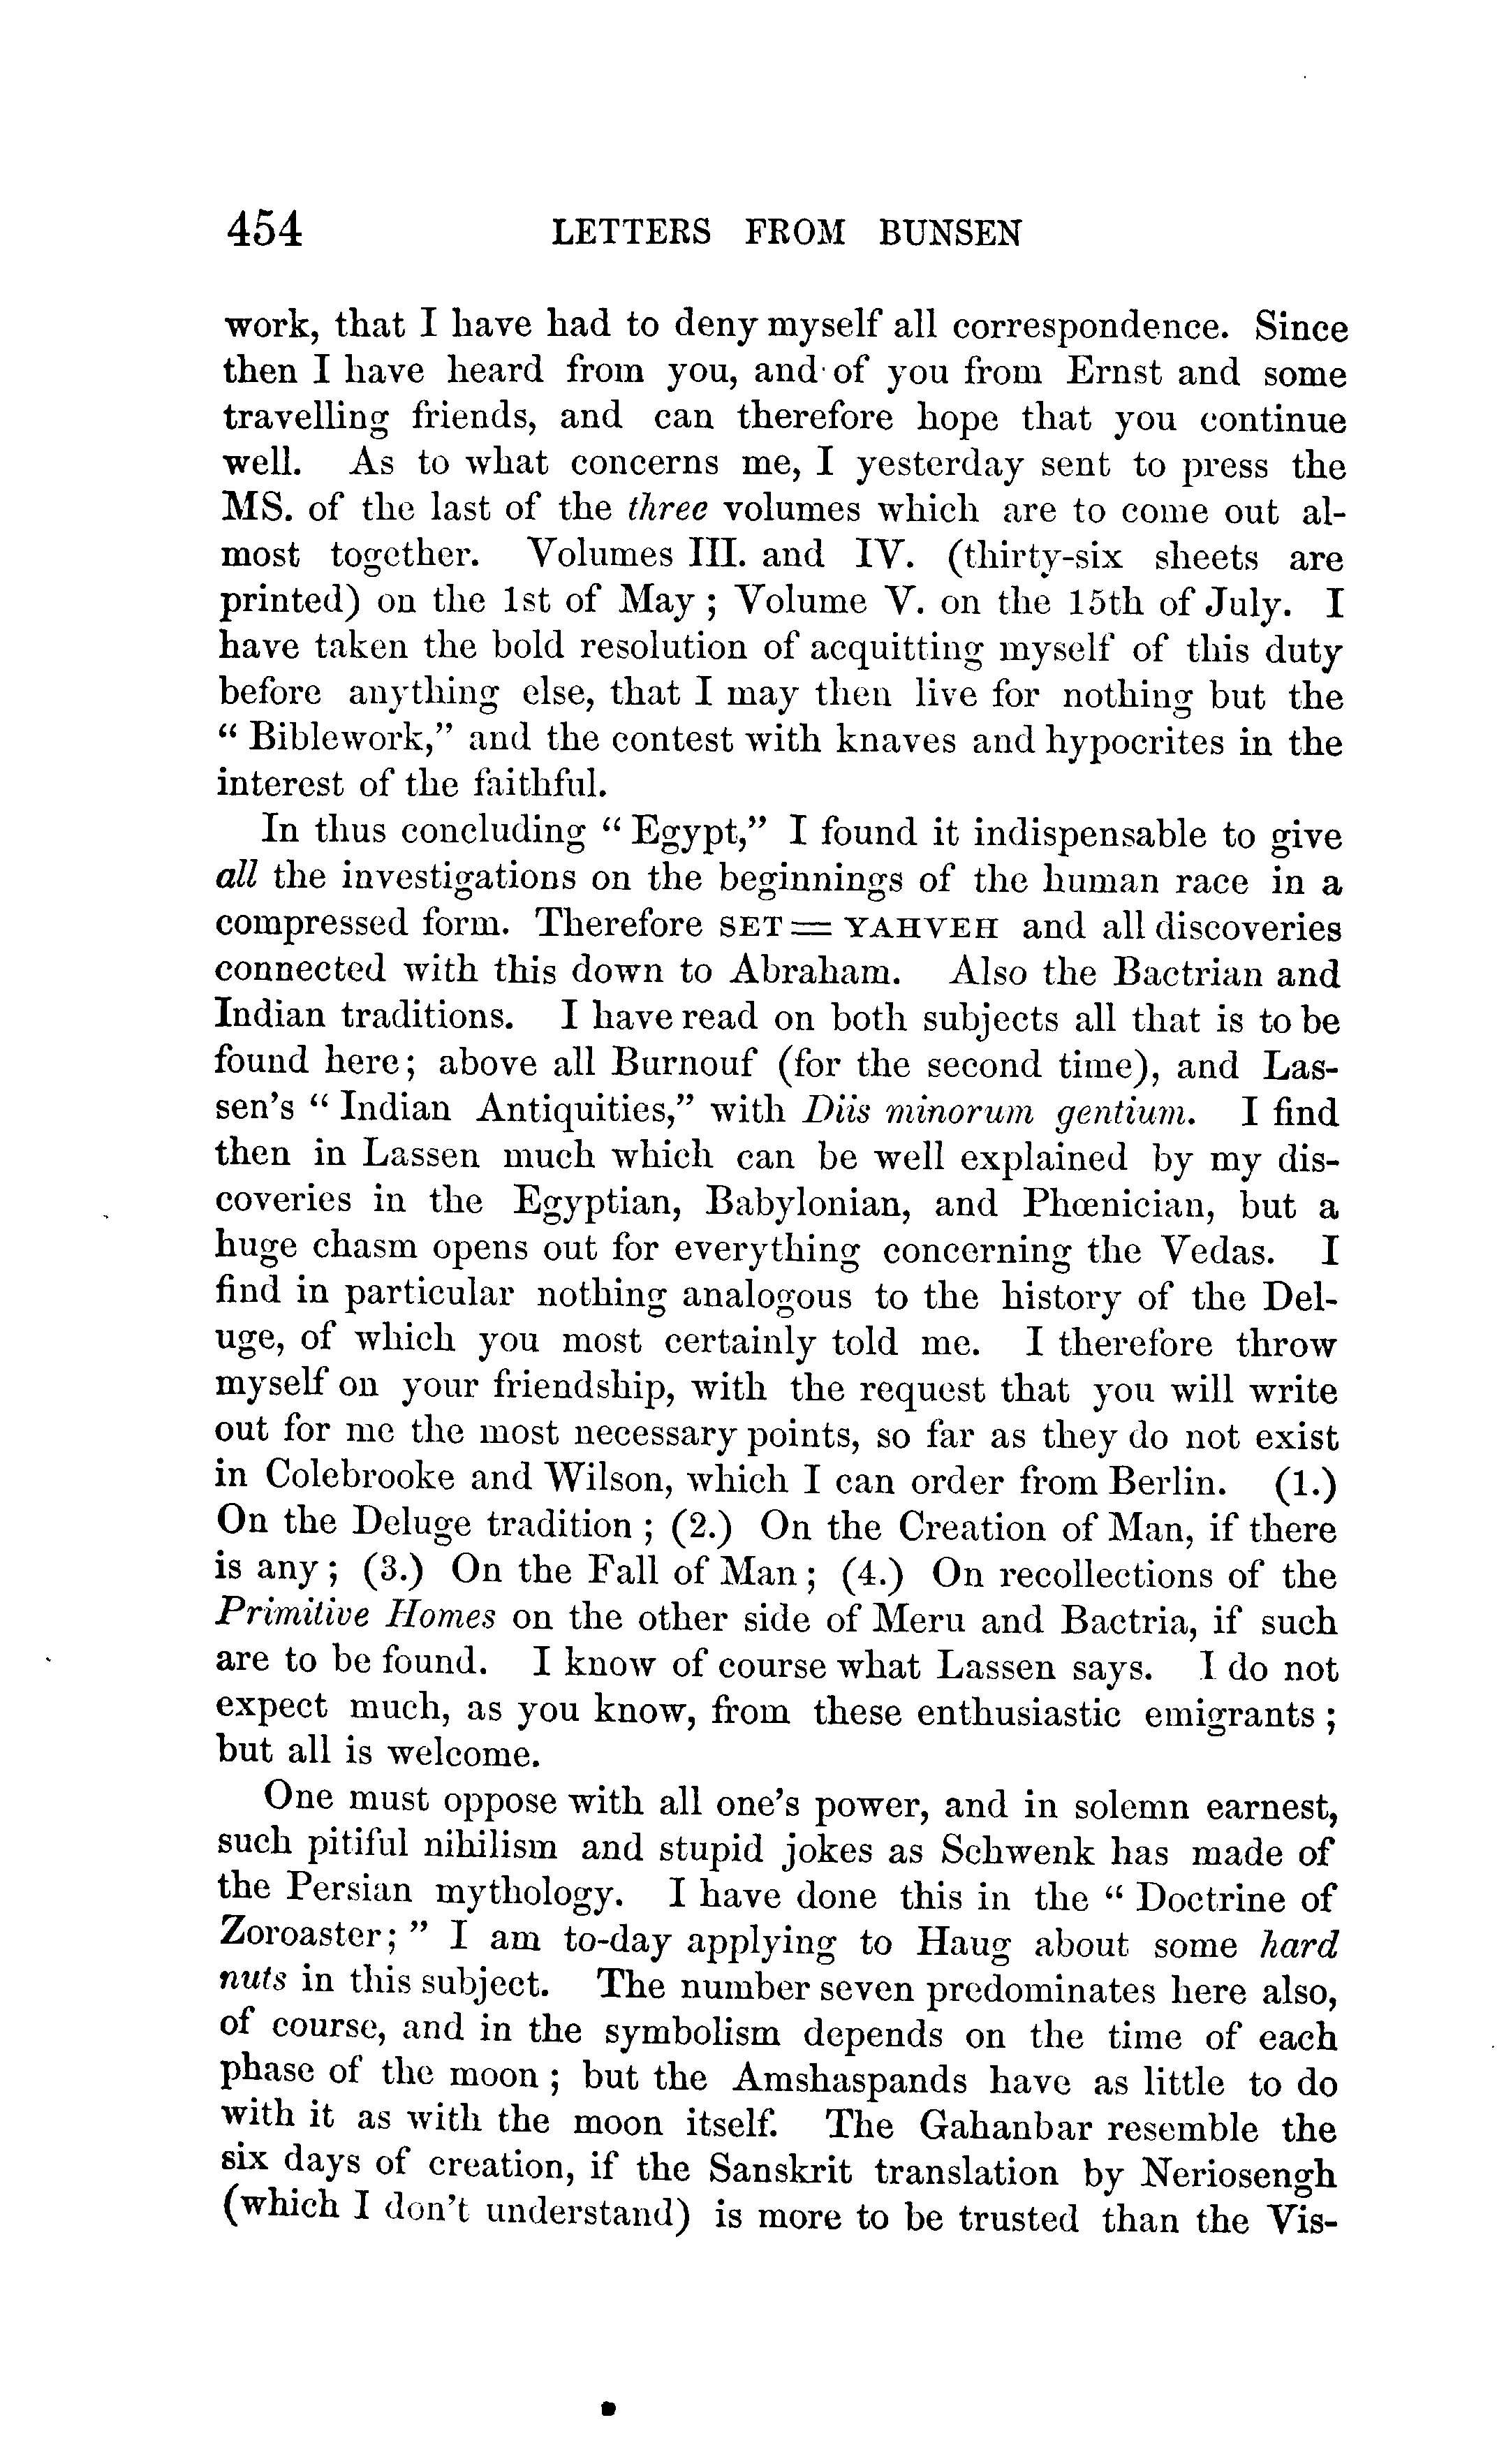 454 LETTERS FROM BUNSEN
work, that I have had to deny myself all correspondence. Since
then I have heard from you, and of you from Ernst and some
travelling friends, and can therefore hope that you continue
well. As to what concerns me, I yesterday sent to press the
MS. of the last of the three volumes which are to come out al-
most together. Volumes III. and IV. (thirty-six sheets are
printed) on the 1st of May ; Volume V. on the 15th of July. I
have taken the bold resolution of acquitting myself of this duty
before anything else, that I may then live for nothing but the
" Biblework," and the contest with knaves and hypocrites in the
interest of the faithful.
In thus concluding " Egypt," I found it indispensable to give
all the investigations on the beginnings of the human race in a
compressed form. Therefore SET = YAHVEH and all discoveries
connected with this down to Abraham. Also the Bactrian and
Indian traditions. I have read on both subjects all that is to be
found here ; above all Burnouf (for the second time), and Las-
sen's " Indian Antiquities," with Diis minorum gentium. I find
then in Lassen much which can be well explained by my dis-
coveries in the Egyptian, Babylonian, and Phœnician, but a
huge chasm opens out for everything concerning the Vedas. I
find in particular nothing analogous to the history of the Del-
uge, of which you most certainly told me. I therefore throw
myself on your friendship, with the request that you will write
out for me the most necessary points, so far as they do not exist
in Colebrooke and Wilson, which I can order from Berlin. (1.)
On the Deluge tradition ; (2.) On the Creation of Man, if there
is any ; (3.) On the Fall of Man ; (4.) On recollections of the
Primitive Homes on the other side of Meru and Bactria, if such
are to be found. I know of course what Lassen says. I do not
expect much, as you know, from these enthusiastic emigrants ;
but all is welcome.
One must oppose with all one's power, and in solemn earnest,
such pitiful nihilism and stupid jokes as Schwenk has made of
the Persian mythology. I have done this in the " Doctrine of
Zoroaster ; " I am to-day applying to Haug about some hard
nuts in this subject. The number seven predominates here also,
of course, and in the symbolism depends on the time of each
phase of the moon ; but the Amshaspands have as little to do
with it as with the moon itself. The Gahanbar resemble the
six days of creation, if the Sanskrit translation by Neriosengh
(which I don't understand) is more to be trusted than the Vis-